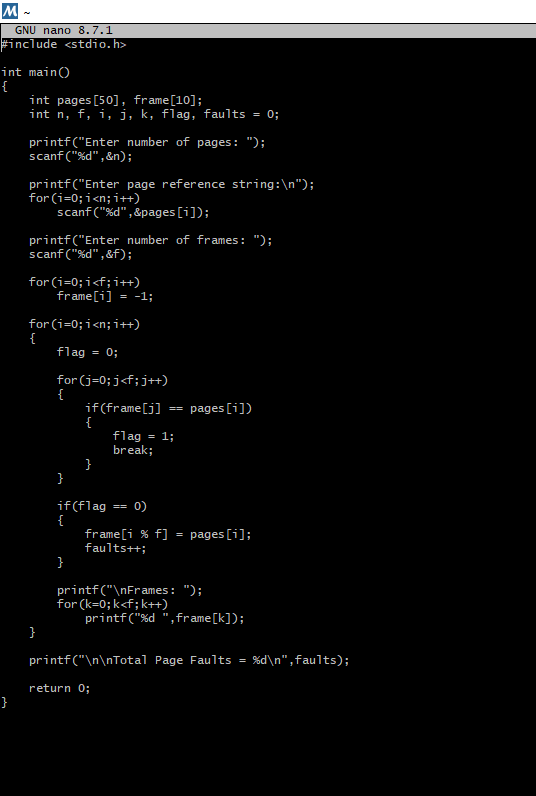 ~
GNU nano 8.7.1
#include <stdio.h>

int main()
{
    int pages[50], frame[10];
    int n, f, i, j, k, flag, faults = 0;

    printf("Enter number of pages: ");
    scanf("%d",&n);

    printf("Enter page reference string:\n");
    for(i=0;i<n;i++)
        scanf("%d",&pages[i]);

    printf("Enter number of frames: ");
    scanf("%d",&f);

    for(i=0;i<f;i++)
        frame[i] = -1;

    for(i=0;i<n;i++)
    {
        flag = 0;

        for(j=0;j<f;j++)
        {
            if(frame[j] == pages[i])
            {
                flag = 1;
                break;
            }
        }

        if(flag == 0)
        {
            frame[i % f] = pages[i];
            faults++;
        }

        printf("\nFrames: ");
        for(k=0;k<f;k++)
            printf("%d ",frame[k]);
    }

    printf("\n\nTotal Page Faults = %d\n",faults);

    return 0;
}